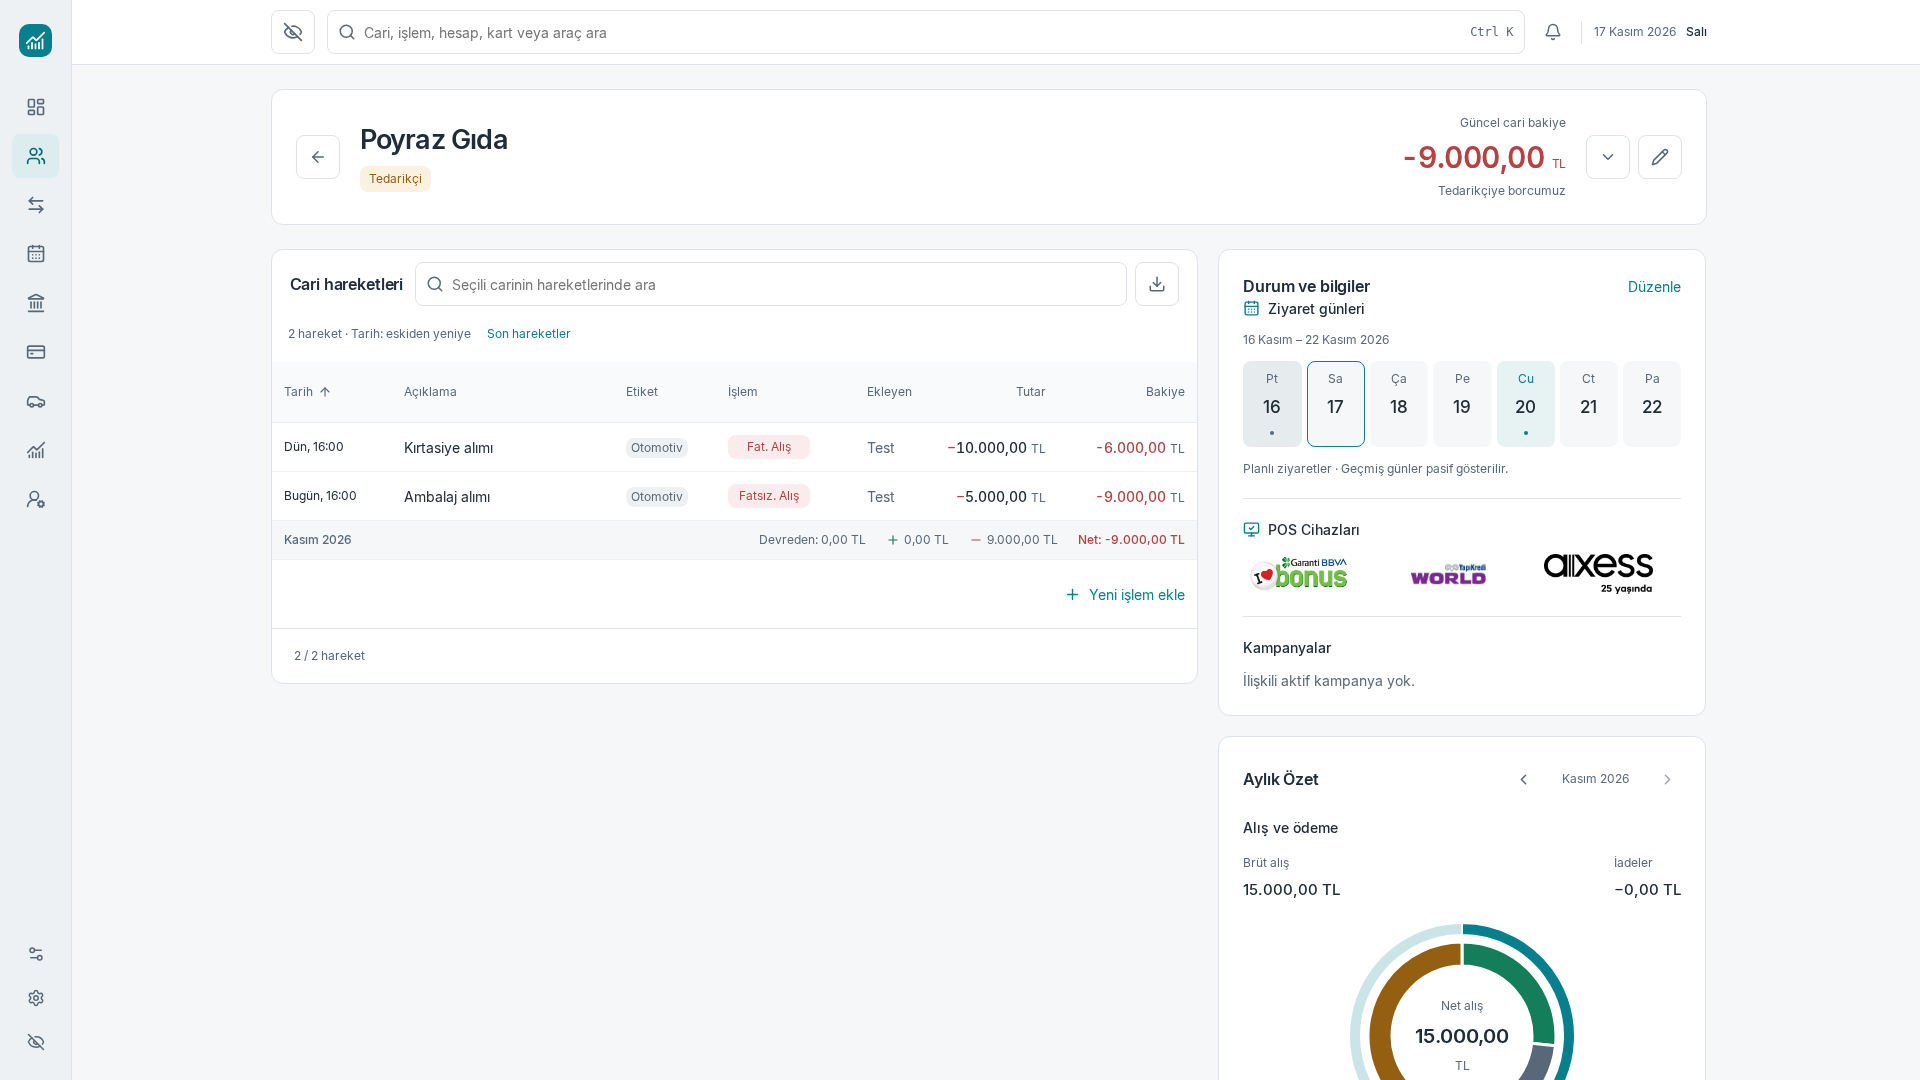 Cari, işlem, hesap, kart veya araç ara
Ctrl K
17 Kasım 2026 Salı
Poyraz Gıda
Tedarikçi
Güncel cari bakiye
-9.000,00 TL
Tedarikçiye borcumuz
Cari hareketleri
Seçili carinin hareketlerinde ara
2 hareket · Tarih: eskiden yeniye Son hareketler
Tarih Açıklama Etiket İşlem Ekleyen Tutar Bakiye
Dün, 16:00 Kırtasiye alımı Otomotiv Fat. Alış Test −10.000,00 TL -6.000,00 TL
Bugün, 16:00 Ambalaj alımı Otomotiv Fatsız. Alış Test −5.000,00 TL -9.000,00 TL
Kasım 2026 Devreden: 0,00 TL + 0,00 TL − 9.000,00 TL Net: -9.000,00 TL
+ Yeni işlem ekle
2 / 2 hareket
Durum ve bilgiler
Düzenle
Ziyaret günleri
16 Kasım – 22 Kasım 2026
Pt Sa Ça Pe Cu Ct Pa
16 17 18 19 20 21 22
Planlı ziyaretler · Geçmiş günler pasif gösterilir.
POS Cihazları
Garanti BBVA
I bonus
YapıKredi
WORLD
axess
25 yaşında
Kampanyalar
İlişkili aktif kampanya yok.
Aylık Özet
Kasım 2026
Alış ve ödeme
Brüt alış İadeler
15.000,00 TL −0,00 TL
Net alış
15.000,00
TL